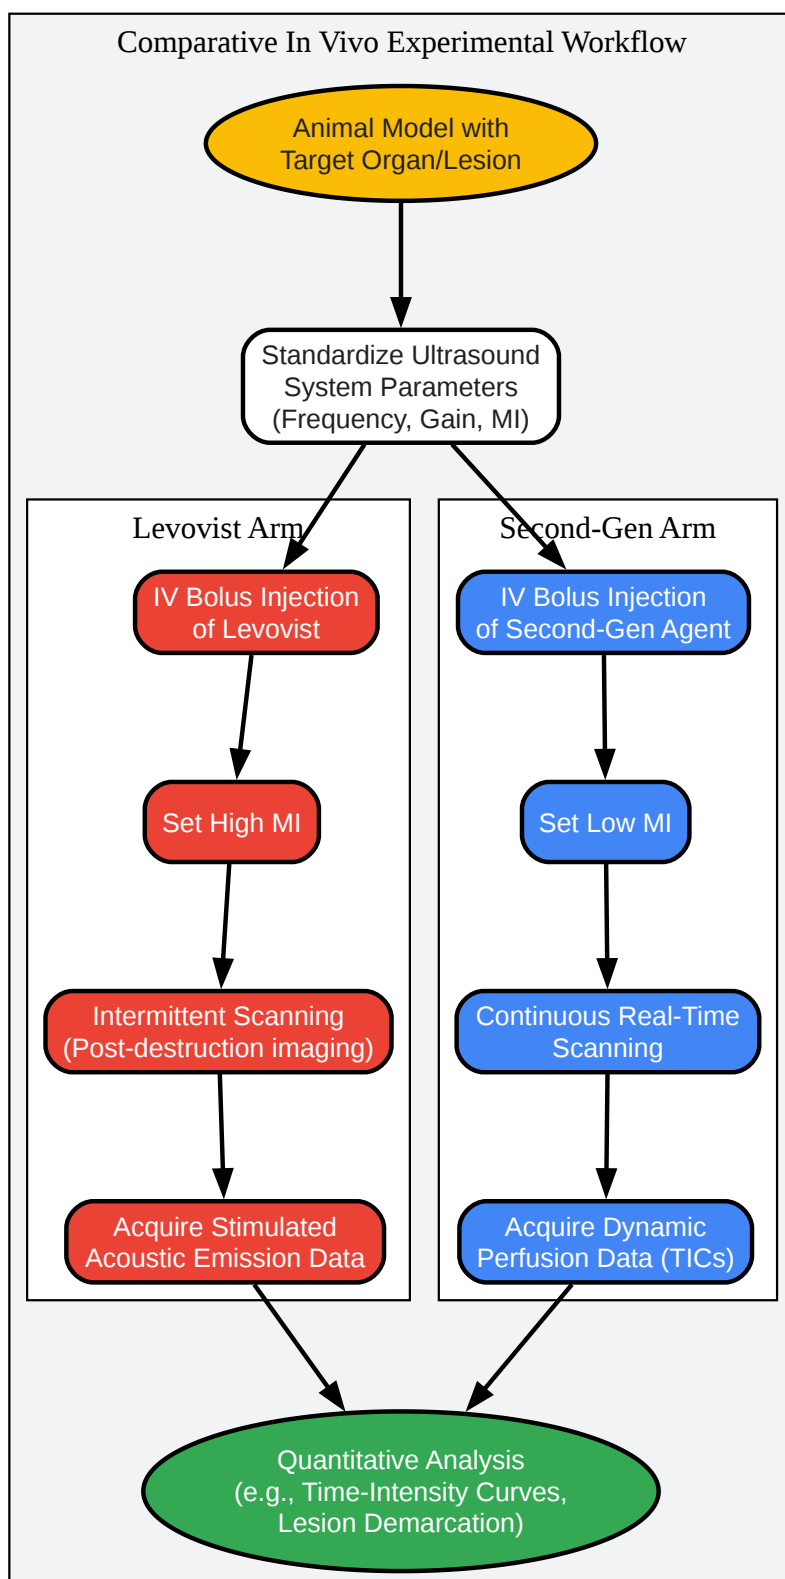 Comparative In Vivo Experimental Workflow
Animal Model with
Target Organ/Lesion
Standardize Ultrasound
System Parameters
(Frequency, Gain, MI)
Levovist Arm
IV Bolus Injection
of Levovist
Set High MI
Intermittent Scanning
(Post-destruction imaging)
Acquire Stimulated
Acoustic Emission Data
Second-Gen Arm
IV Bolus Injection
of Second-Gen Agent
Set Low MI
Continuous Real-Time
Scanning
Acquire Dynamic
Perfusion Data (TICs)
Quantitative Analysis
(e.g., Time-Intensity Curves,
Lesion Demarcation)